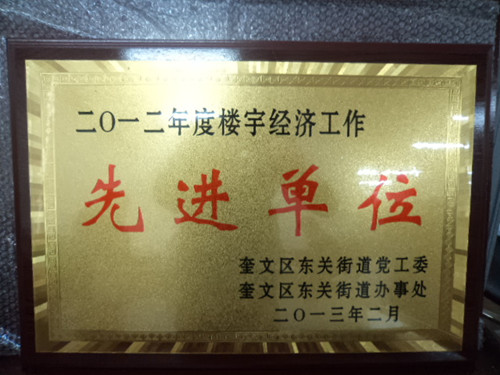 二〇一二年度楼宇经济工作
先进单位
奎文区东关街道党工委
奎文区东关街道办事处
二〇一三年二月